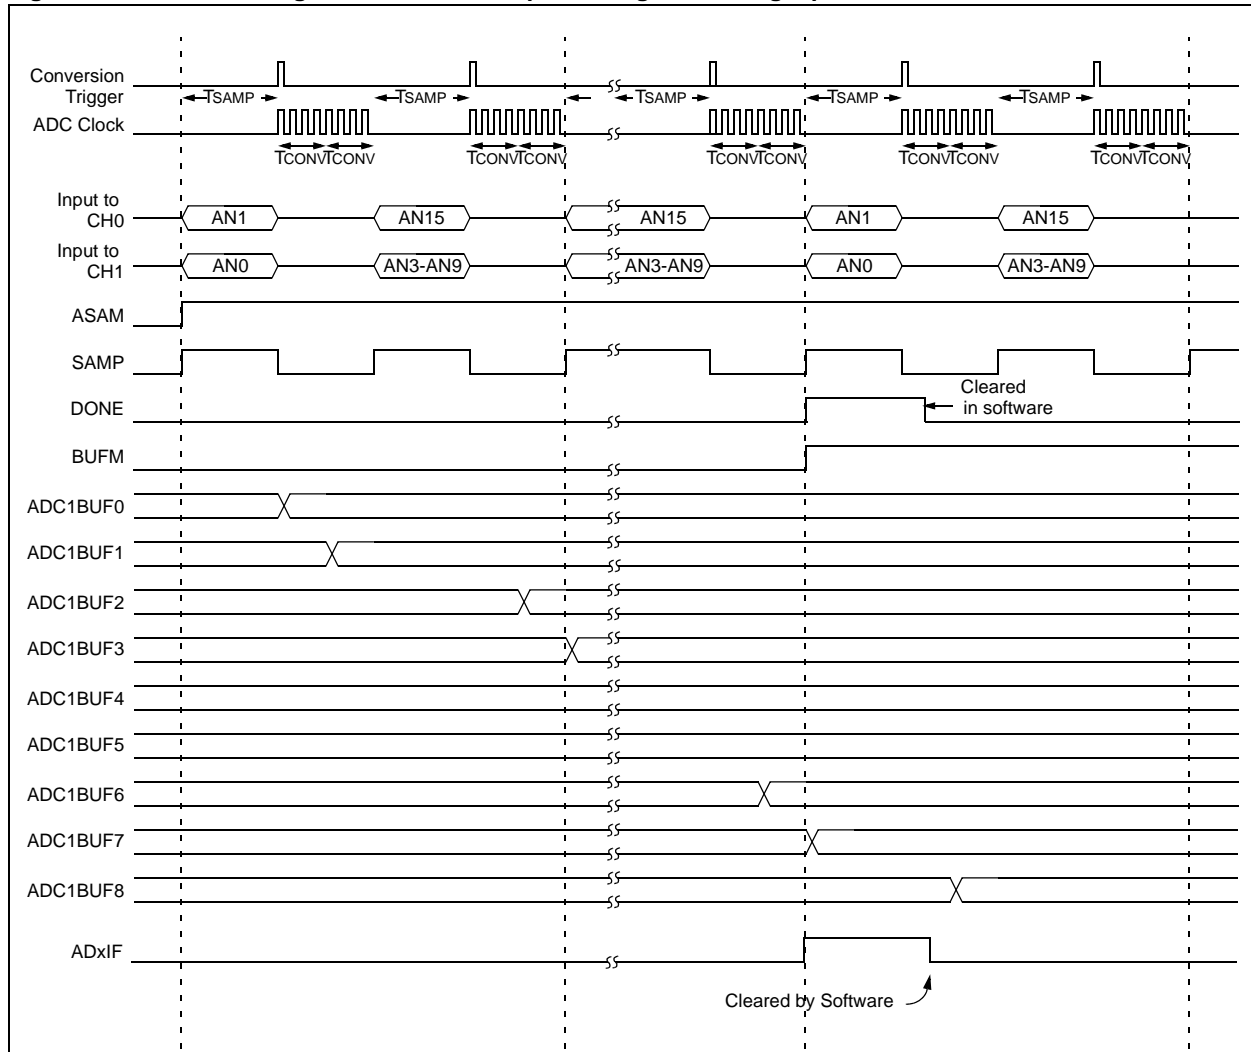 Conversion
Trigger
TSAMP TSAMP TSAMP TSAMP TSAMP
ADC Clock
TCONV TCONV TCONV TCONV TCONV TCONV TCONV TCONV TCONV TCONV
Input to
CH0
AN1 AN15 AN15 AN1 AN15
Input to
CH1
AN0 AN3-AN9 AN3-AN9 AN0 AN3-AN9
ASAM
SAMP
DONE
Cleared
in software
BUFM
ADC1BUF0
ADC1BUF1
ADC1BUF2
ADC1BUF3
ADC1BUF4
ADC1BUF5
ADC1BUF6
ADC1BUF7
ADC1BUF8
ADxIF
Cleared by Software